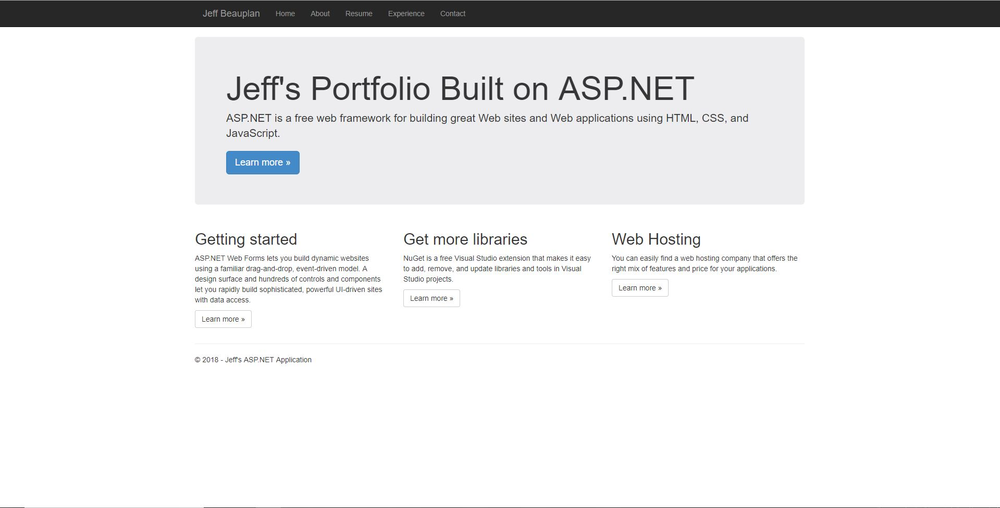 Jeff Beauplan Home About Resume Experience Contact
Jeff's Portfolio Built on ASP.NET
ASP.NET is a free web framework for building great Web sites and Web applications using HTML, CSS, and
JavaScript.
Learn more »
Getting started
ASP.NET Web Forms lets you build dynamic websites
using a familiar drag-and-drop, event-driven model. A
design surface and hundreds of controls and components
let you rapidly build sophisticated, powerful UI-driven sites
with data access.
Learn more »
Get more libraries
NuGet is a free Visual Studio extension that makes it easy
to add, remove, and update libraries and tools in Visual
Studio projects.
Learn more »
Web Hosting
You can easily find a web hosting company that offers the
right mix of features and price for your applications.
Learn more »
© 2018 - Jeff's ASP.NET Application